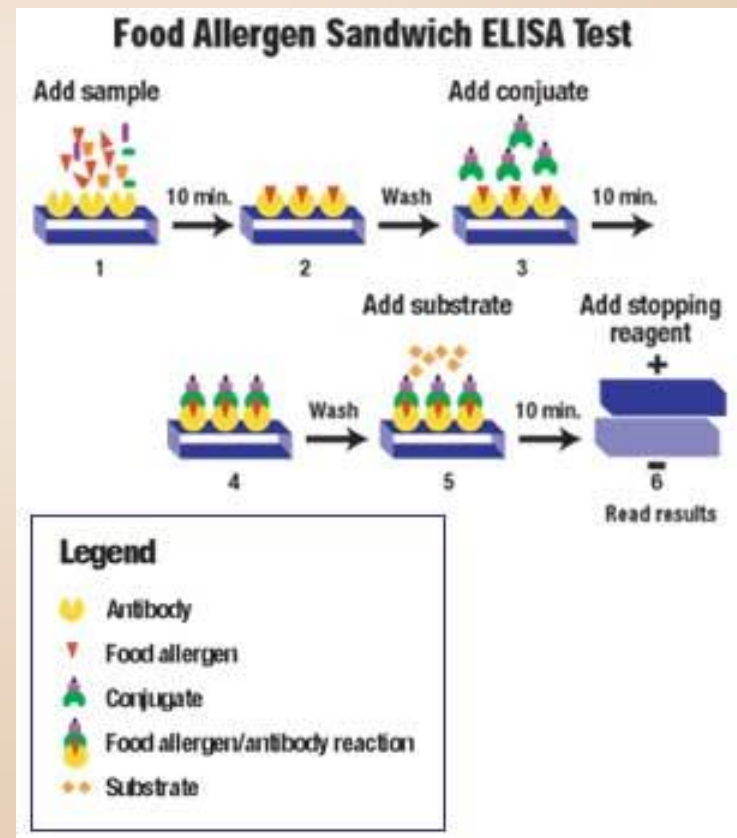 Food Allergen Sandwich ELISA Test
Add sample
Add conjuate
10 min.
Wash
10 min.
1
2
3
Add substrate
Add stopping
reagent
+
Wash
10 min.
4
5
6
Read results
Legend
Antibody
Food allergen
Conjugate
Food allergen/antibody reaction
Substrate